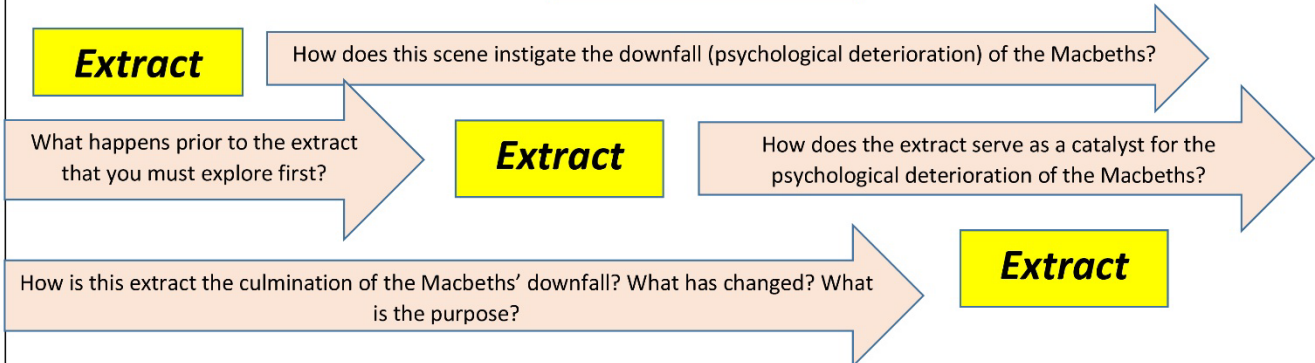 Extract
How does this scene instigate the downfall (psychological deterioration) of the Macbeths?
What happens prior to the extract
that you must explore first?
Extract
How does the extract serve as a catalyst for the
psychological deterioration of the Macbeths?
How is this extract the culmination of the Macbeths’ downfall? What has changed? What
is the purpose?
Extract